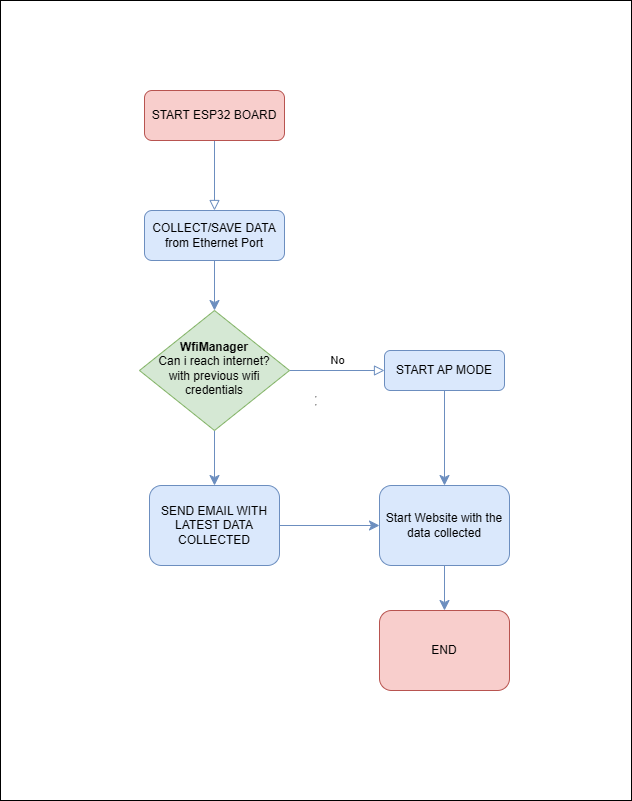 START ESP32 BOARD
COLLECT/SAVE DATA
from Ethernet Port
WfiManager
Can i reach internet?
with previous wifi
credentials
No
START AP MODE
:
SEND EMAIL WITH
LATEST DATA
COLLECTED
Start Website with the
data collected
END